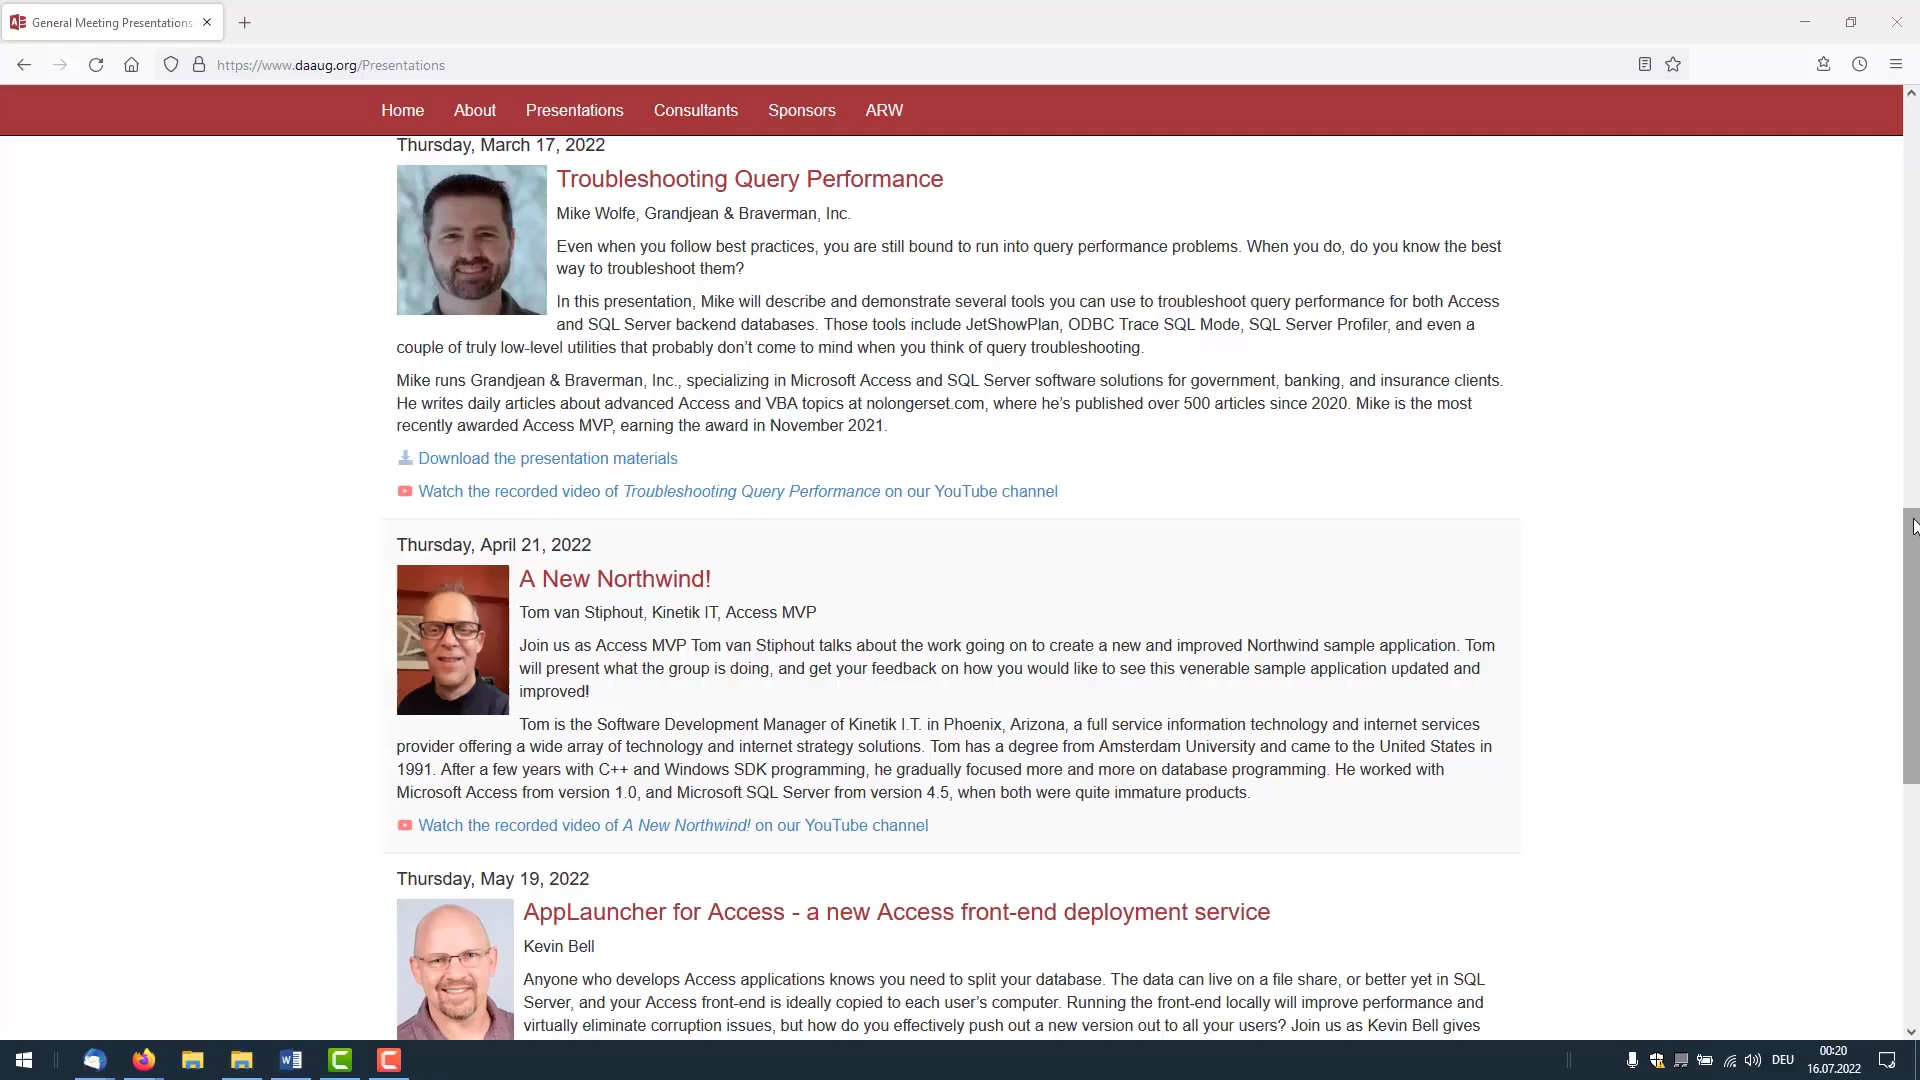 General Meeting Presentations
https://www.daaug.org/Presentations
Home About Presentations Consultants Sponsors ARW
Thursday, March 17, 2022
Troubleshooting Query Performance
Mike Wolfe, Grandjean & Braverman, Inc.
Even when you follow best practices, you are still bound to run into query performance problems. When you do, do you know the best
way to troubleshoot them?
In this presentation, Mike will describe and demonstrate several tools you can use to troubleshoot query performance for both Access
and SQL Server backend databases. Those tools include JetShowPlan, ODBC Trace SQL Mode, SQL Server Profiler, and even a
couple of truly low-level utilities that probably don't come to mind when you think of query troubleshooting.
Mike runs Grandjean & Braverman, Inc., specializing in Microsoft Access and SQL Server software solutions for government, banking, and insurance clients.
He writes daily articles about advanced Access and VBA topics at nolongerset.com, where he's published over 500 articles since 2020. Mike is the most
recently awarded Access MVP, earning the award in November 2021.
Download the presentation materials
Watch the recorded video of Troubleshooting Query Performance on our YouTube channel
Thursday, April 21, 2022
A New Northwind!
Tom van Stiphout, Kinetik IT, Access MVP
Join us as Access MVP Tom van Stiphout talks about the work going on to create a new and improved Northwind sample application. Tom
will present what the group is doing, and get your feedback on how you would like to see this venerable sample application updated and
improved!
Tom is the Software Development Manager of Kinetik I.T. in Phoenix, Arizona, a full service information technology and internet services
provider offering a wide array of technology and internet strategy solutions. Tom has a degree from Amsterdam University and came to the United States in
1991. After a few years with C++ and Windows SDK programming, he gradually focused more and more on database programming. He worked with
Microsoft Access from version 1.0, and Microsoft SQL Server from version 4.5, when both were quite immature products.
Watch the recorded video of A New Northwind! on our YouTube channel
Thursday, May 19, 2022
AppLauncher for Access - a new Access front-end deployment service
Kevin Bell
Anyone who develops Access applications knows you need to split your database. The data can live on a file share, or better yet in SQL
Server, and your Access front-end is ideally copied to each user's computer. Running the front-end locally will improve performance and
virtually eliminate corruption issues, but how do you effectively push out a new version out to all your users? Join us as Kevin Bell gives
DEU
00:20
16.07.2022